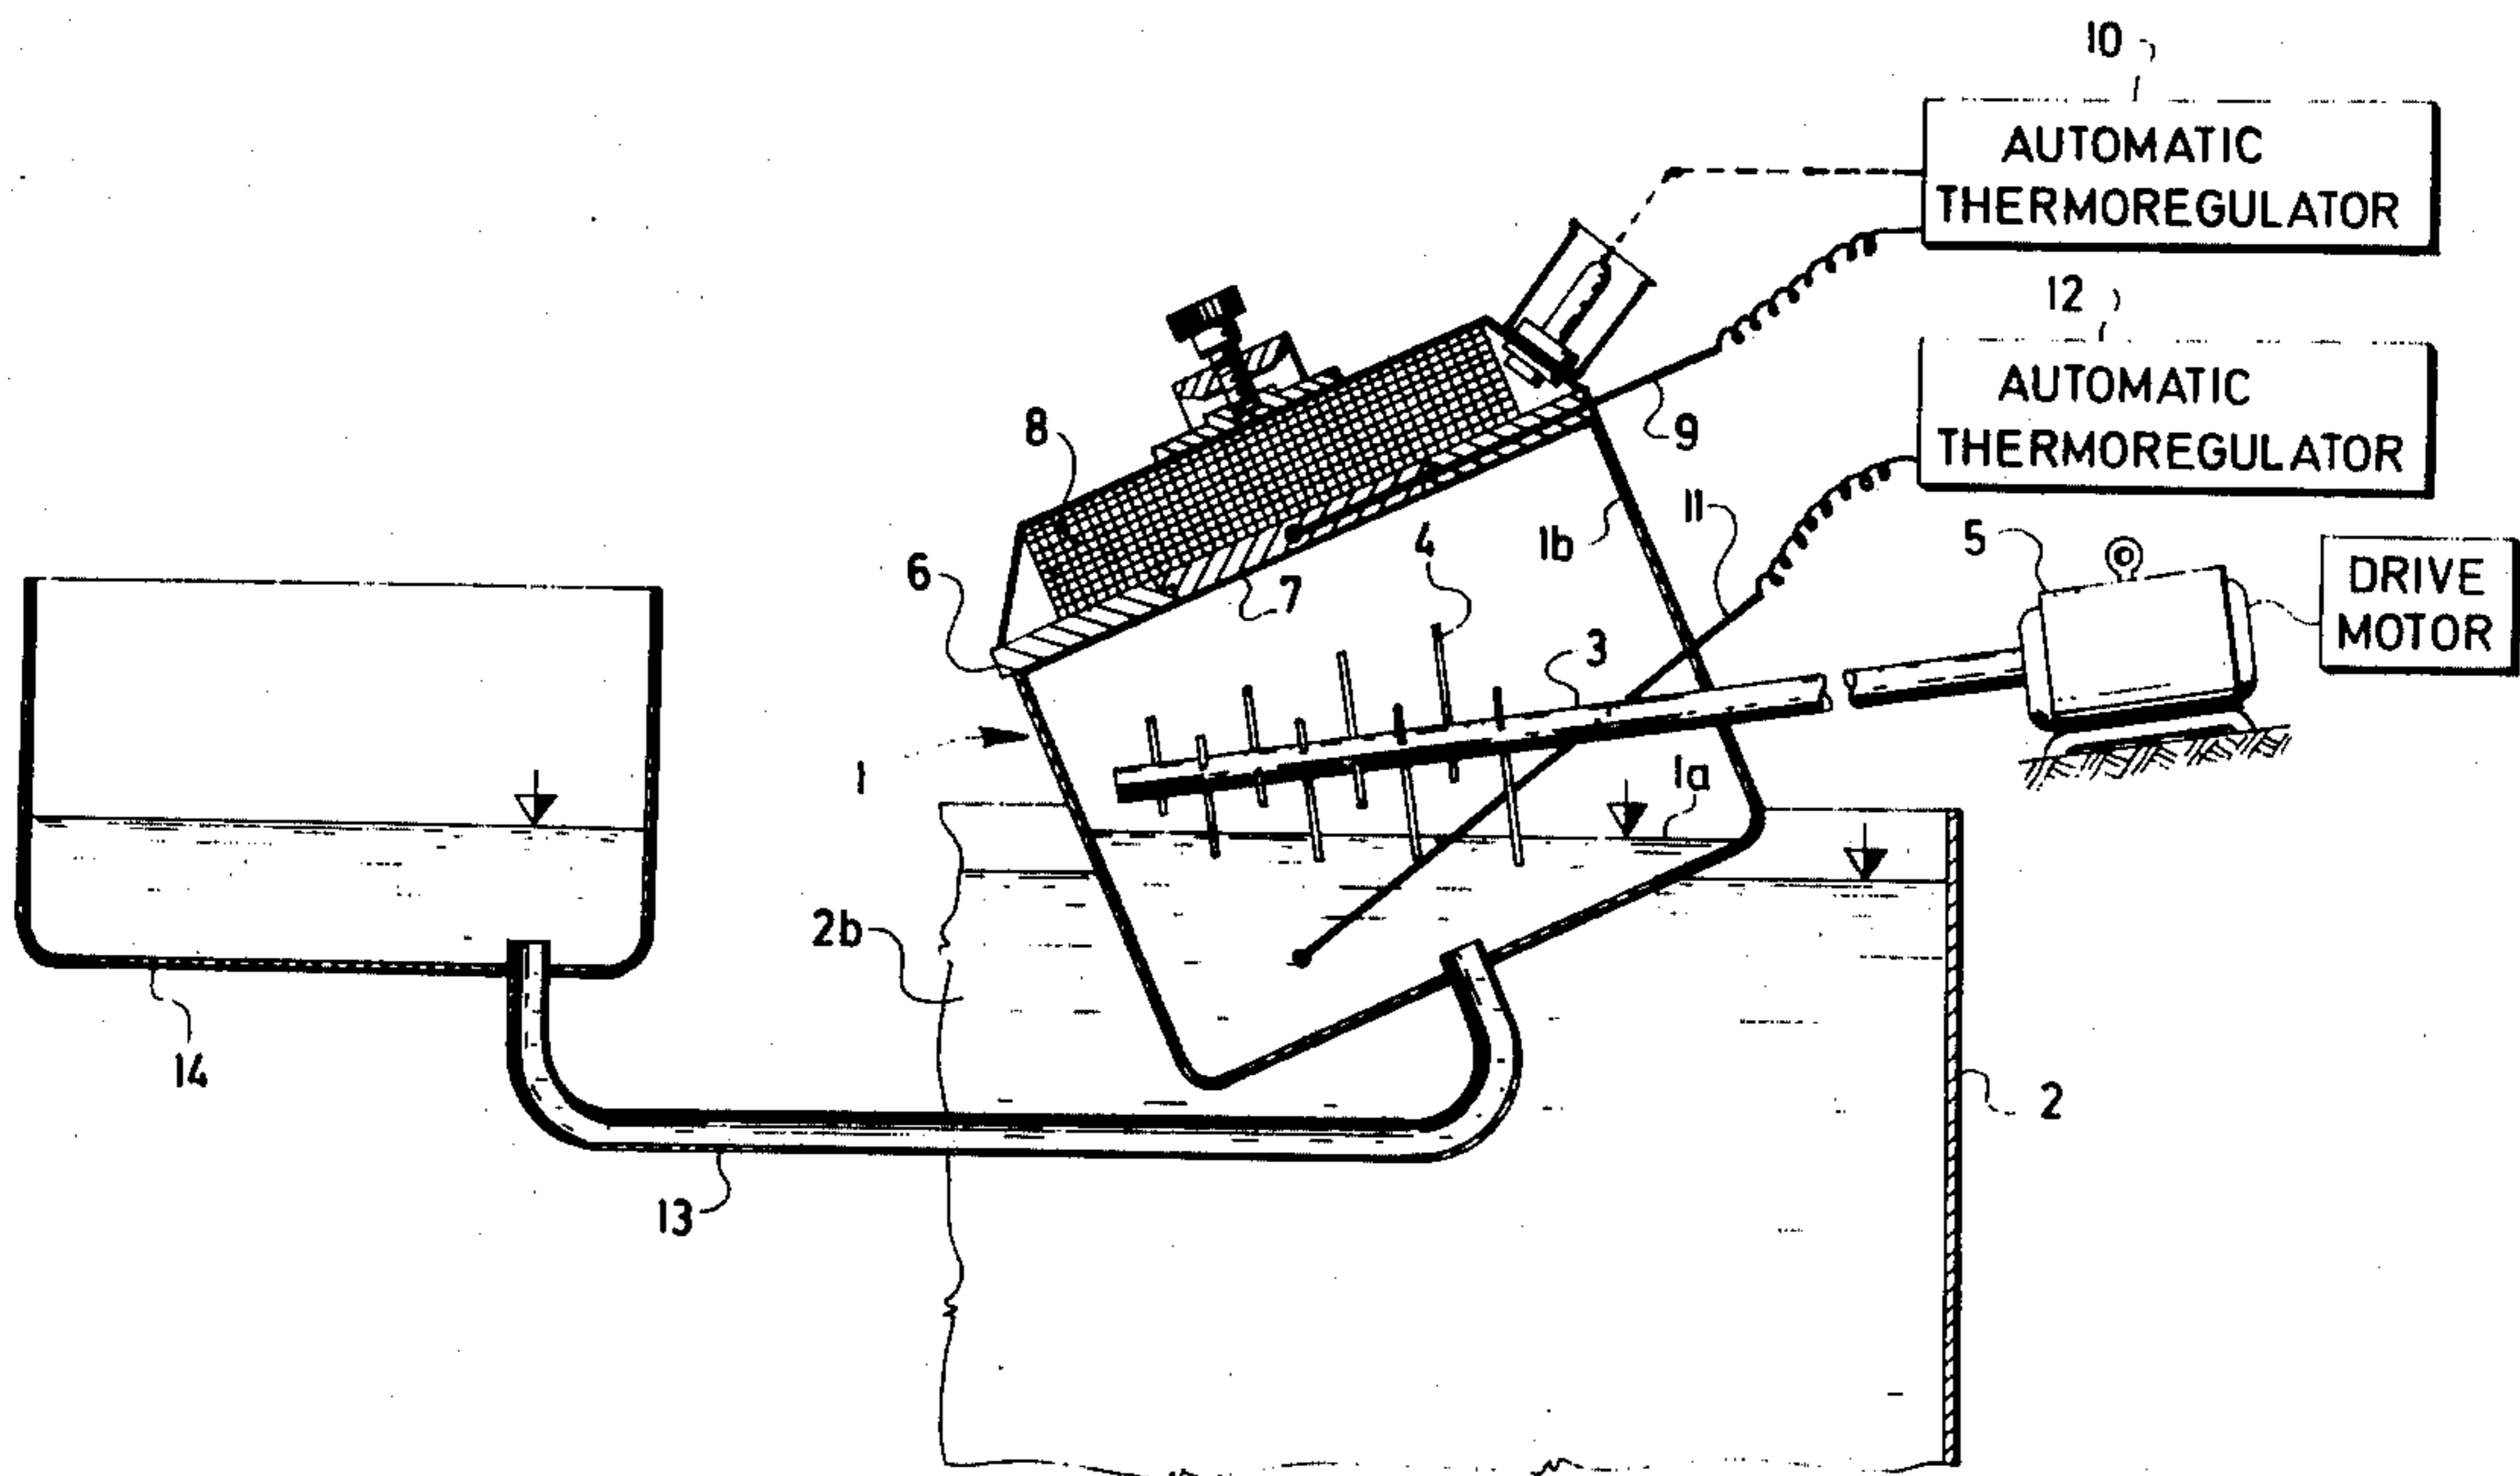 10
AUTOMATIC
THERMOREGULATOR
12
AUTOMATIC
THERMOREGULATOR
8
9
11
1b
4
5
DRIVE
MOTOR
6
7
3
1
1a
2b
14
2
13